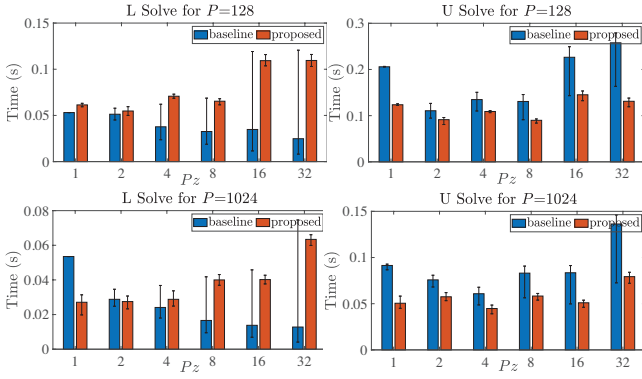 L Solve for P=128
0.15
0.1
0.05
0
Time (s)
baseline
proposed
1 2 4 8 16 32
Pz
U Solve for P=128
0.3
0.2
0.1
0
Time (s)
baseline
proposed
1 2 4 8 16 32
Pz
L Solve for P=1024
0.08
0.06
0.04
0.02
0
Time (s)
baseline
proposed
1 2 4 8 16 32
Pz
U Solve for P=1024
0.15
0.1
0.05
0
Time (s)
baseline
proposed
1 2 4 8 16 32
Pz